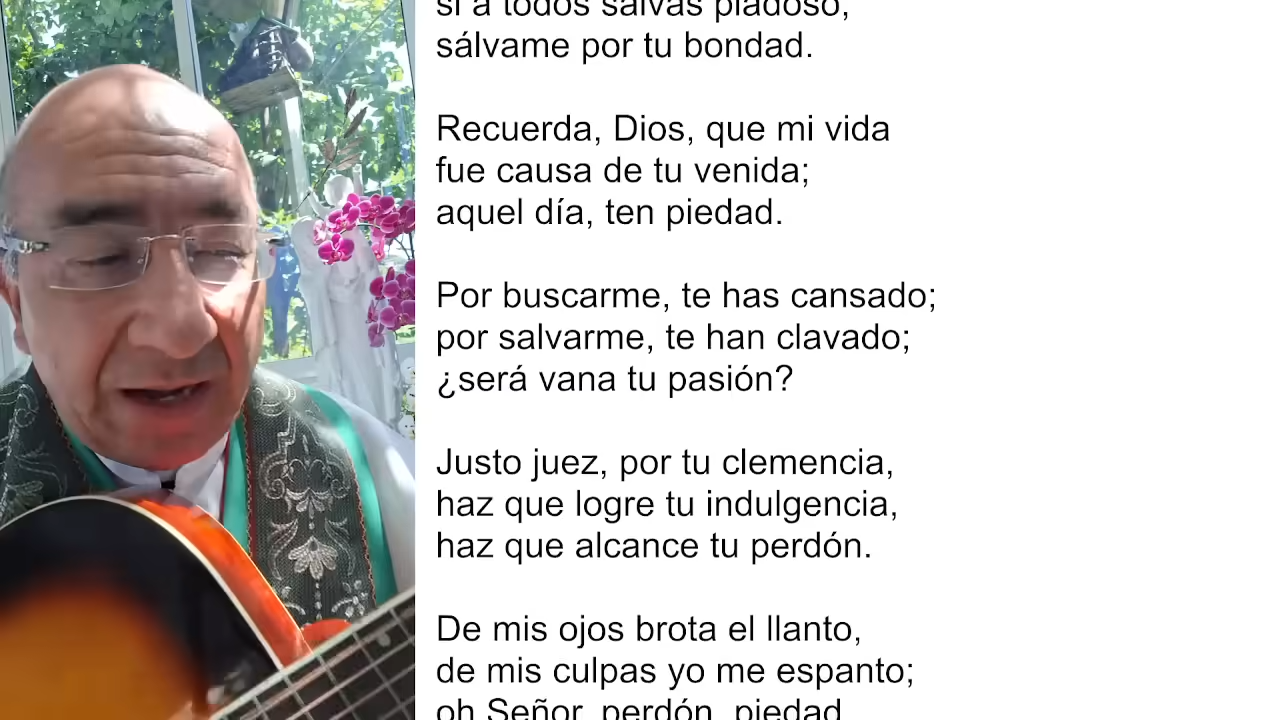 si a todos salvas piadoso,
sálvame por tu bondad.
Recuerda, Dios, que mi vida
fue causa de tu venida;
aquel día, ten piedad.
Por buscarme, te has cansado;
por salvarme, te han clavado;
¿será vana tu pasión?
Justo juez, por tu clemencia,
haz que logre tu indulgencia,
haz que alcance tu perdón.
De mis ojos brota el llanto,
de mis culpas yo me espanto;
oh Señor, perdón, piedad